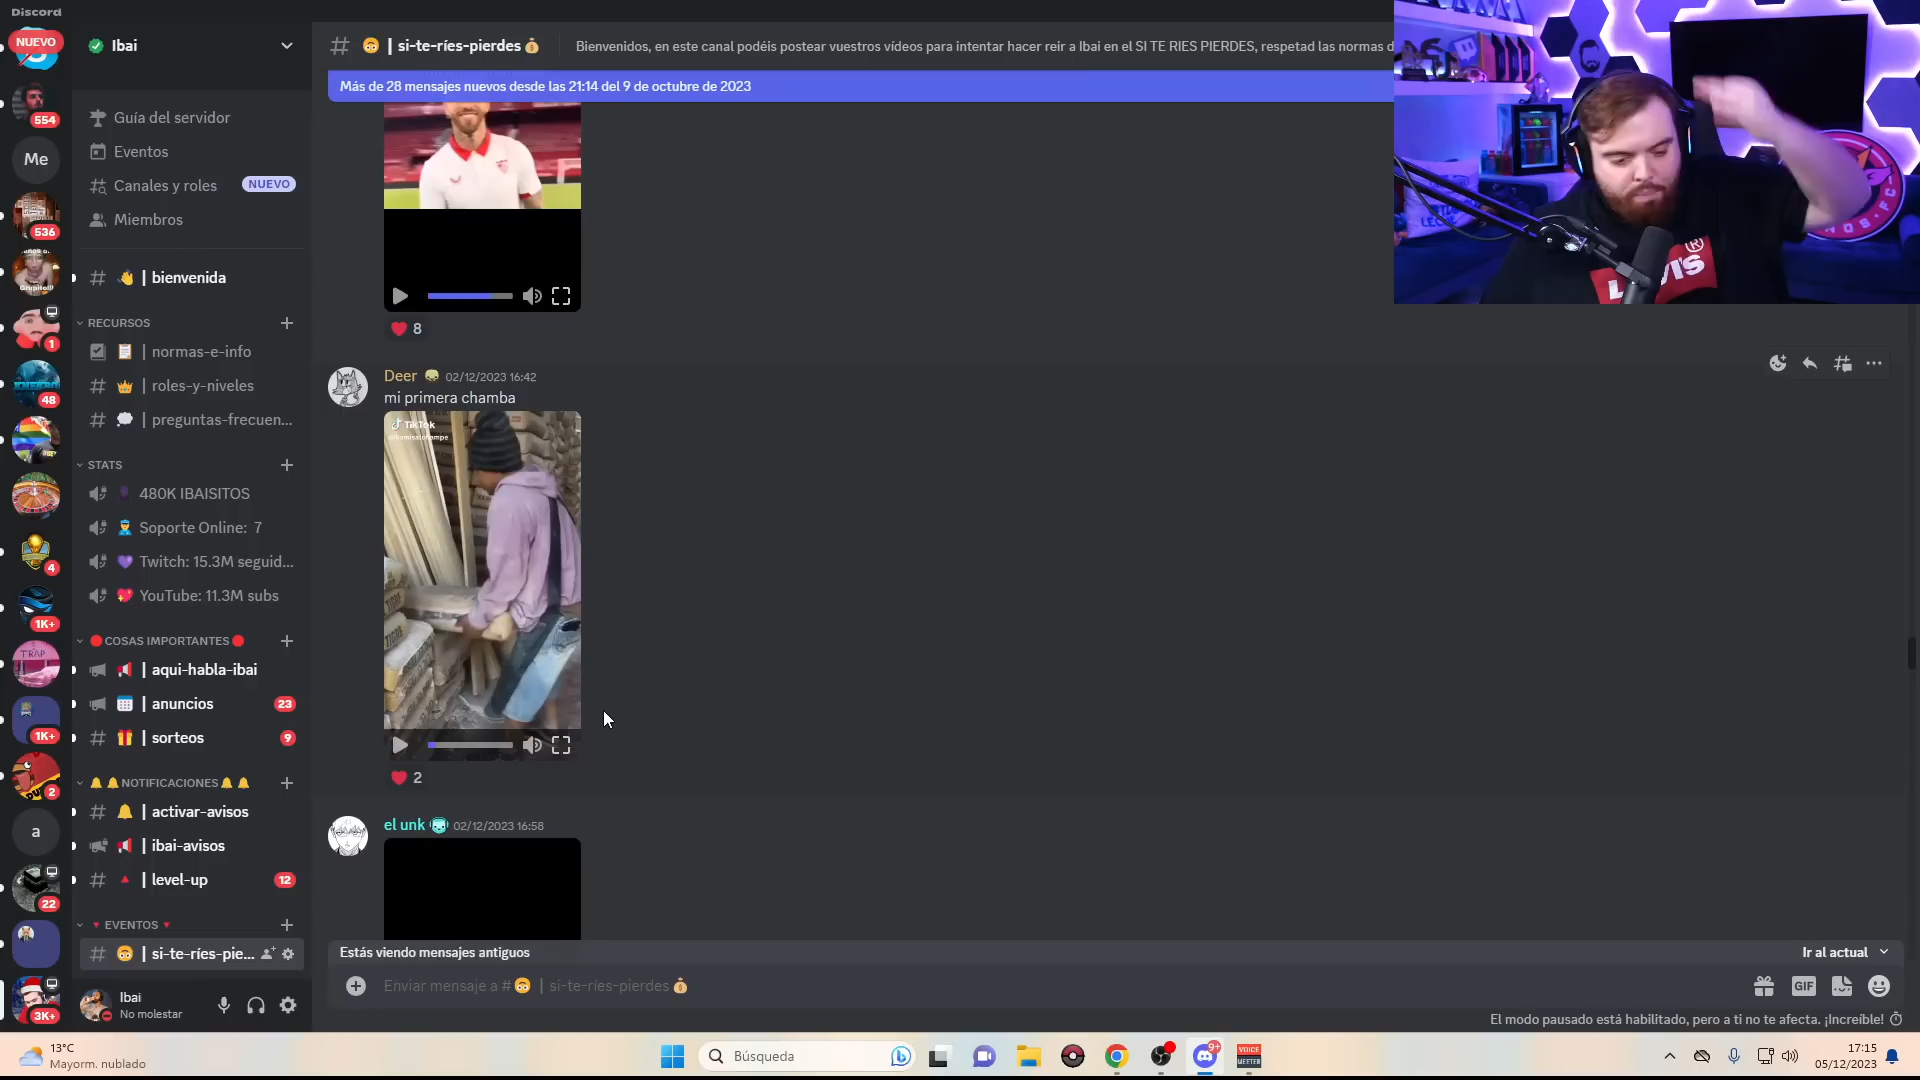 Discord
NUEVO
Ibai
# | si-te-ríes-pierdes
Bienvenidos, en este canal podéis postear vuestros vídeos para intentar hacer reir a Ibai en el SI TE RIES PIERDES, respetad las normas d
Más de 28 mensajes nuevos desde las 21:14 del 9 de octubre de 2023
554
Me
536
1
48
4
1K+
TRAP
1K+
2
a
22
3K+
Guía del servidor
Eventos
Canales y roles NUEVO
Miembros
# | bienvenida
RECURSOS
| normas-e-info
# | roles-y-niveles
# | preguntas-frecuen...
STATS
480K IBAISITOS
Soporte Online: 7
Twitch: 15.3M seguid...
YouTube: 11.3M subs
COSAS IMPORTANTES
| aqui-habla-ibai
| anuncios 23
# | sorteos 9
NOTIFICACIONES
# | activar-avisos
| ibai-avisos
# | level-up 12
EVENTOS
# | si-te-ríes-pie...
Ibai
No molestar
8
Deer 02/12/2023 16:42
mi primera chamba
TikTok
2
el unk 02/12/2023 16:58
Estás viendo mensajes antiguos
Ir al actual
Enviar mensaje a # | si-te-ríes-pierdes
GIF
El modo pausado está habilitado, pero a ti no te afecta. ¡Increíble!
13°C
Mayorm. nublado
Búsqueda
9+
VOICE
MEETER
17:15
05/12/2023